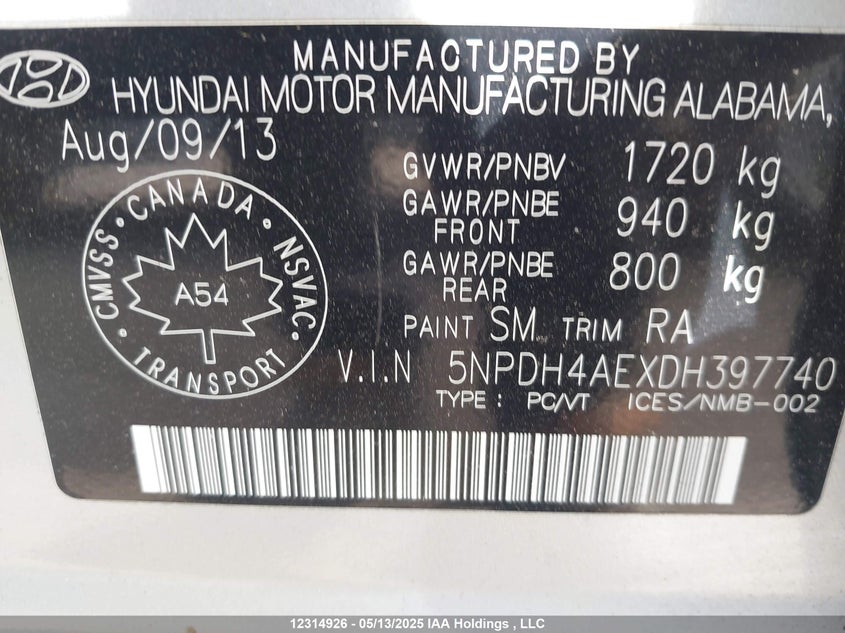 MANUFACTURED BY
HYUNDAI MOTOR MANUFACTURING ALABAMA,
Aug/09/13
GVWR/PNBV 1720 kg
GAWR/PNBE FRONT 940 kg
GAWR/PNBE REAR 800 kg
PAINT SM TRIM RA
CMVSS · CANADA · NSVAC · TRANSPORT ·
A54
V.I.N 5NPDH4AEXDH397740
TYPE : PC/VT ICES/NMB-002
12314926 - 05/13/2025 IAA Holdings , LLC